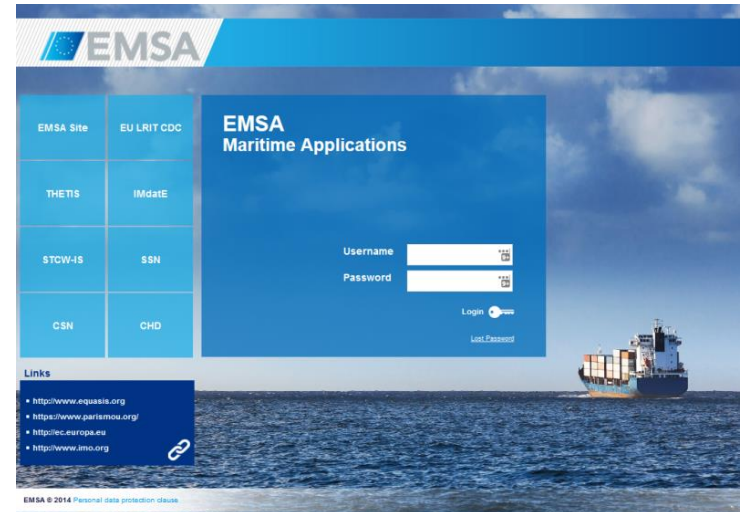 EMSA
EMSA Site
EU LRIT CDC
THETIS
IMdatE
STCW-IS
SSN
CSN
CHD
EMSA
Maritime Applications
Username
Password
Login
Lost Password
Links
http://www.equasis.org
https://www.parismou.org/
http://ec.europa.eu
http://www.imo.org
EMSA © 2014 Personal data protection clause